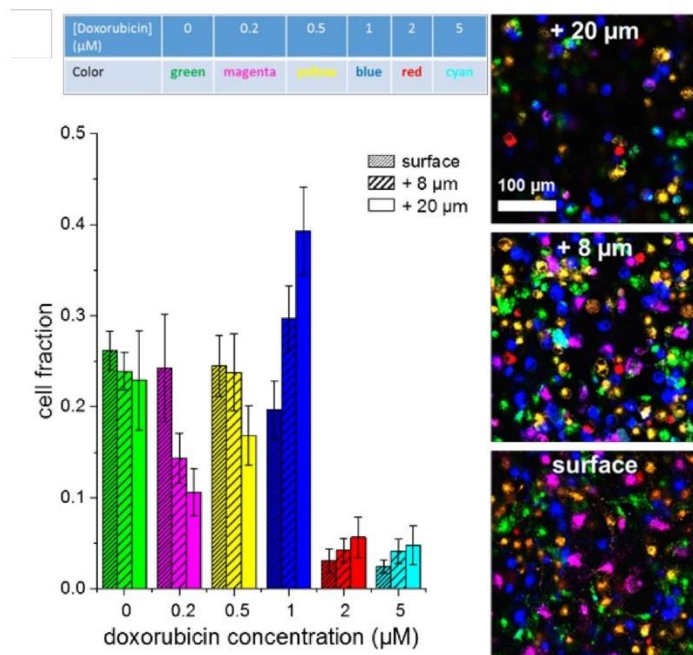 [Doxorubicin] (µM) 0 0.2 0.5 1 2 5
Color green magenta yellow blue red cyan
+ 20 µm
100 µm
+ 8 µm
surface
0.5
0.4
0.3
0.2
0.1
0.0
cell fraction
surface
+ 8 µm
+ 20 µm
0 0.2 0.5 1 2 5
doxorubicin concentration (µM)